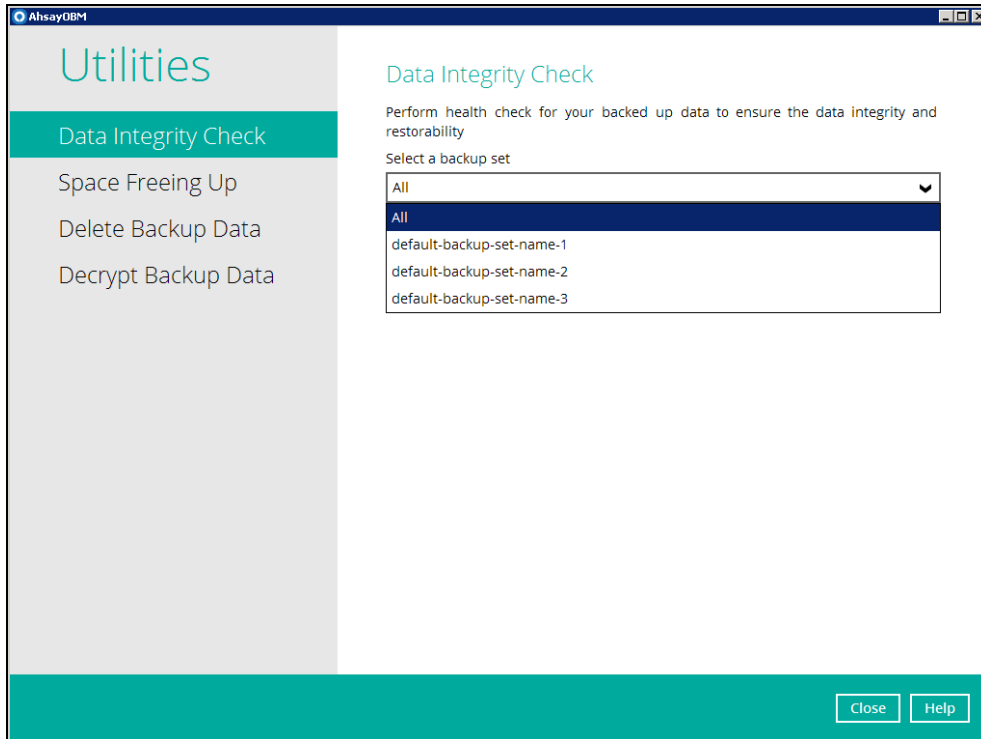 AhsayOBM
Utilities
Data Integrity Check
Space Freeing Up
Delete Backup Data
Decrypt Backup Data
Data Integrity Check
Perform health check for your backed up data to ensure the data integrity and
restorability
Select a backup set
All
All
default-backup-set-name-1
default-backup-set-name-2
default-backup-set-name-3
Close
Help